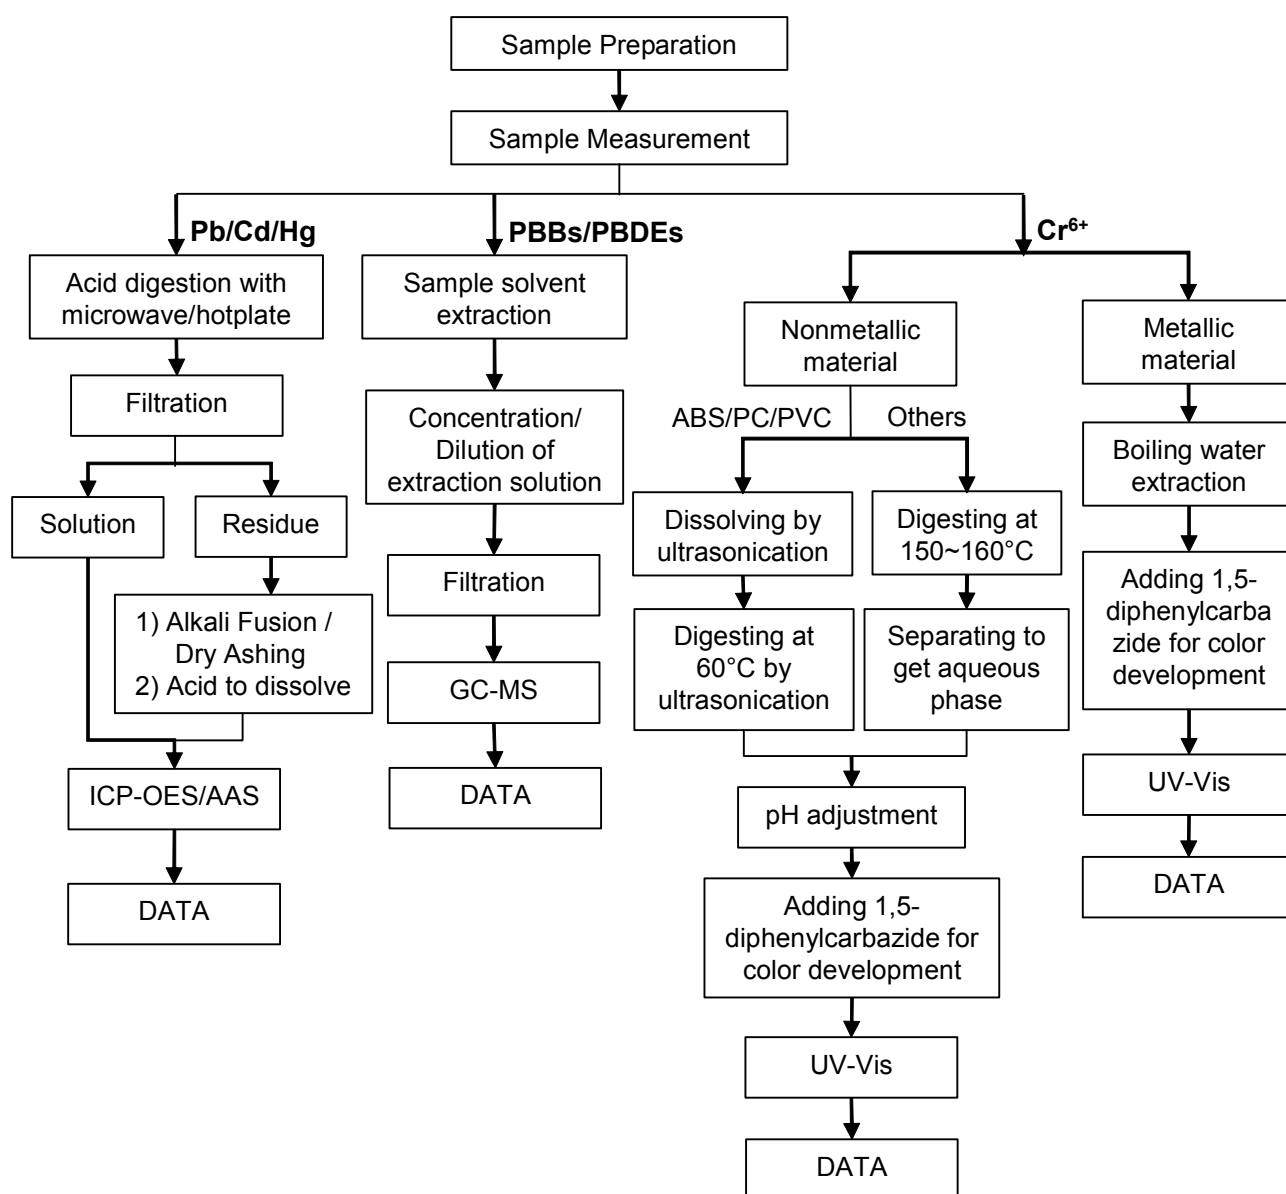 Sample Preparation
Sample Measurement
Pb/Cd/Hg
PBBs/PBDEs
Cr⁶⁺
Acid digestion with
microwave/hotplate
Filtration
Solution
Residue
1) Alkali Fusion /
Dry Ashing
2) Acid to dissolve
ICP-OES/AAS
DATA
Sample solvent
extraction
Concentration/
Dilution of
extraction solution
Filtration
GC-MS
DATA
Nonmetallic
material
ABS/PC/PVC
Others
Dissolving by
ultrasonication
Digesting at
60°C by
ultrasonication
Digesting at
150~160°C
Separating to
get aqueous
phase
pH adjustment
Adding 1,5-
diphenylcarbazide for
color development
UV-Vis
DATA
Metallic
material
Boiling water
extraction
Adding 1,5-
diphenylcarba
zide for color
development
UV-Vis
DATA